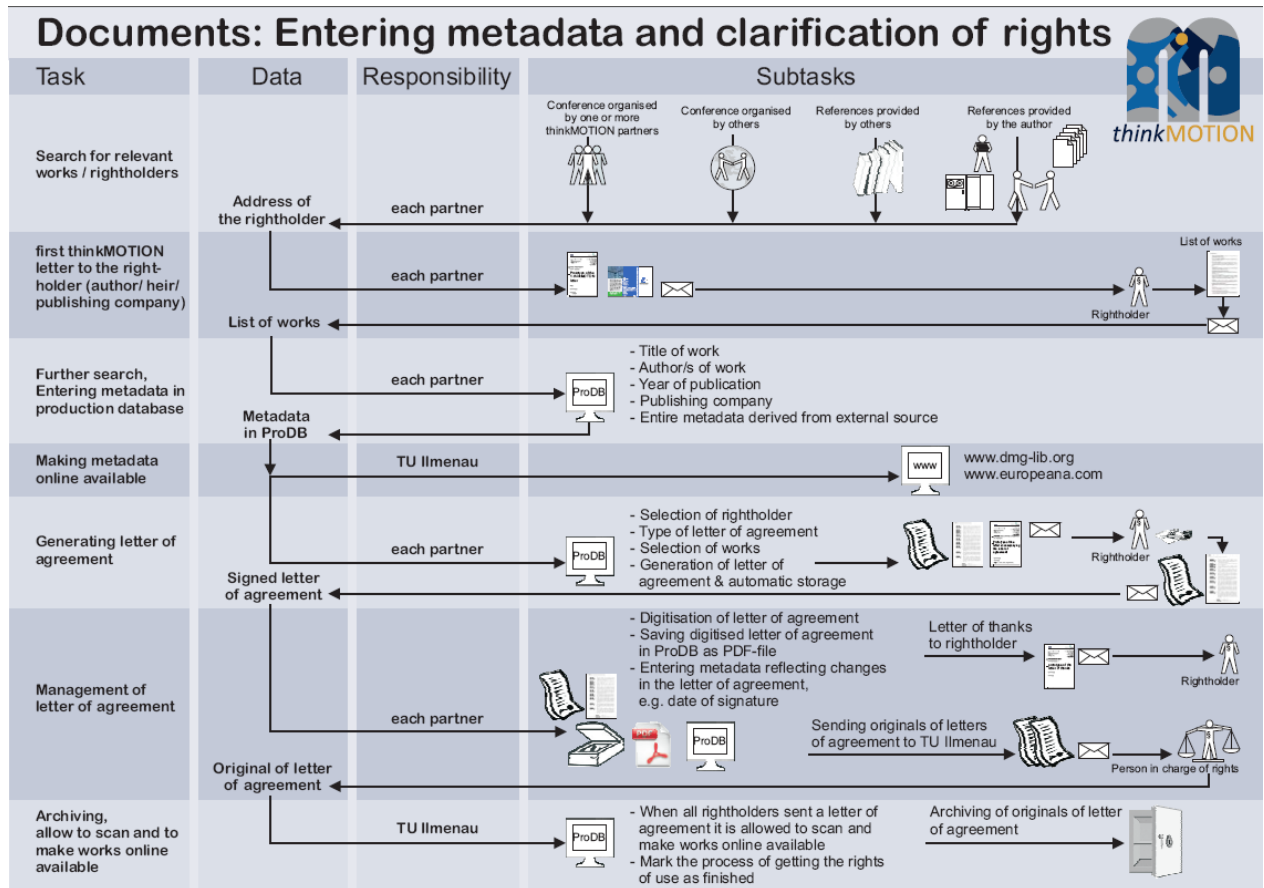 Documents: Entering metadata and clarification of rights
thinkMOTION
Task
Data
Responsibility
Subtasks
Search for relevant
works / rightholders
Conference organised
by one or more
thinkMOTION partners
Conference organised
by others
References provided
by others
References provided
by the author
Address of
the rightholder
each partner
first thinkMOTION
letter to the right-
holder (author/ heir/
publishing company)
each partner
Rightholder
List of works
List of works
Further search,
Entering metadata in
production database
each partner
ProDB
- Title of work
- Author/s of work
- Year of publication
- Publishing company
- Entire metadata derived from external source
Metadata
in ProDB
Making metadata
online available
TU Ilmenau
www
www.dmg-lib.org
www.europeana.com
Generating letter of
agreement
each partner
ProDB
- Selection of rightholder
- Type of letter of agreement
- Selection of works
- Generation of letter of
agreement & automatic storage
Rightholder
Signed letter
of agreement
Management of
letter of agreement
each partner
- Digitisation of letter of agreement
- Saving digitised letter of agreement
in ProDB as PDF-file
- Entering metadata reflecting changes
in the letter of agreement,
e.g. date of signature
Letter of thanks
to rightholder
Rightholder
PDF
ProDB
Sending originals of letters
of agreement to TU Ilmenau
Person in charge of rights
Original of letter
of agreement
Archiving,
allow to scan and to
make works online
available
TU Ilmenau
ProDB
- When all rightholders sent a letter of
agreement it is allowed to scan and
make works online available
- Mark the process of getting the rights
of use as finished
Archiving of originals of letter
of agreement